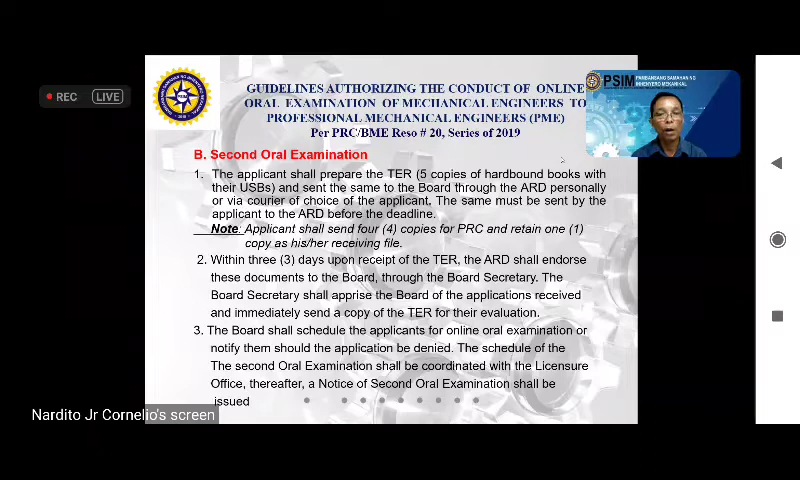 REC LIVE
GUIDELINES AUTHORIZING THE CONDUCT OF ONLINE
ORAL EXAMINATION OF MECHANICAL ENGINEERS TO
PROFESSIONAL MECHANICAL ENGINEERS (PME)
Per PRC/BME Reso # 20, Series of 2019
PSIM PAMBANSANG SAMAHAN NG
INHENYERO MEKANIKAL
B. Second Oral Examination
1. The applicant shall prepare the TER (5 copies of hardbound books with
their USBs) and sent the same to the Board through the ARD personally
or via courier of choice of the applicant. The same must be sent by the
applicant to the ARD before the deadline.
Note: Applicant shall send four (4) copies for PRC and retain one (1)
copy as his/her receiving file.
2. Within three (3) days upon receipt of the TER, the ARD shall endorse
these documents to the Board, through the Board Secretary. The
Board Secretary shall apprise the Board of the applications received
and immediately send a copy of the TER for their evaluation.
3. The Board shall schedule the applicants for online oral examination or
notify them should the application be denied. The schedule of the
The second Oral Examination shall be coordinated with the Licensure
Office, thereafter, a Notice of Second Oral Examination shall be
issued
Nardito Jr Cornelio's screen